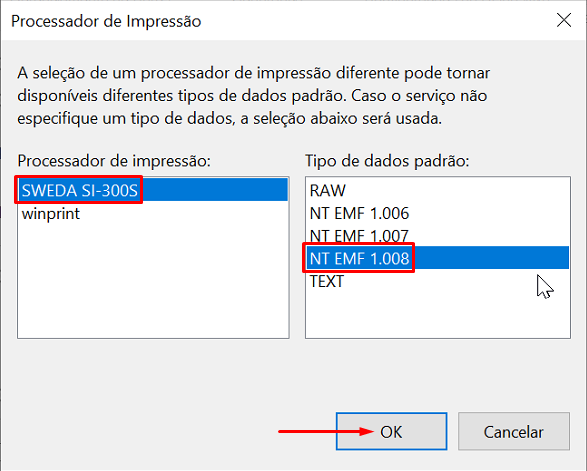 Processador de Impressão
A seleção de um processador de impressão diferente pode tornar
disponíveis diferentes tipos de dados padrão. Caso o serviço não
especifique um tipo de dados, a seleção abaixo será usada.
Processador de impressão:
SWEDA SI-300S
winprint
Tipo de dados padrão:
RAW
NT EMF 1.006
NT EMF 1.007
NT EMF 1.008
TEXT
OK
Cancelar